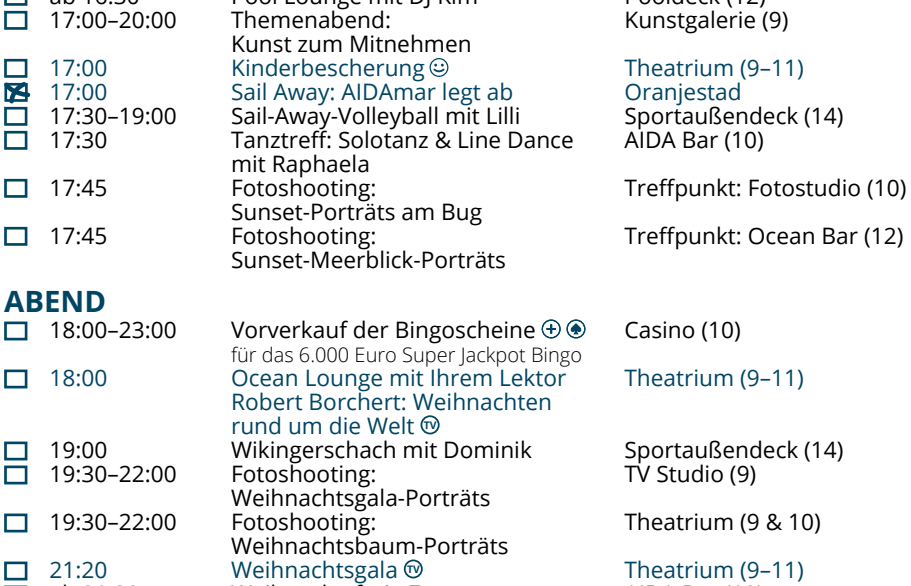 17:00–20:00 Themenabend: Kunstgalerie (9)
Kunst zum Mitnehmen
17:00 Kinderbescherung Theatrium (9–11)
17:00 Sail Away: AIDAmar legt ab Oranjestad
17:30–19:00 Sail-Away-Volleyball mit Lilli Sportaußendeck (14)
17:30 Tanztreff: Solotanz & Line Dance AIDA Bar (10)
mit Raphaela
17:45 Fotoshooting: Treffpunkt: Fotostudio (10)
Sunset-Porträts am Bug
17:45 Fotoshooting: Treffpunkt: Ocean Bar (12)
Sunset-Meerblick-Porträts
ABEND
18:00–23:00 Vorverkauf der Bingoscheine Casino (10)
für das 6.000 Euro Super Jackpot Bingo
18:00 Ocean Lounge mit Ihrem Lektor Theatrium (9–11)
Robert Borchert: Weihnachten
rund um die Welt TV
19:00 Wikingerschach mit Dominik Sportaußendeck (14)
19:30–22:00 Fotoshooting: TV Studio (9)
Weihnachtsgala-Porträts
19:30–22:00 Fotoshooting: Theatrium (9 & 10)
Weihnachtsbaum-Porträts
21:20 Weihnachtsgala TV Theatrium (9–11)